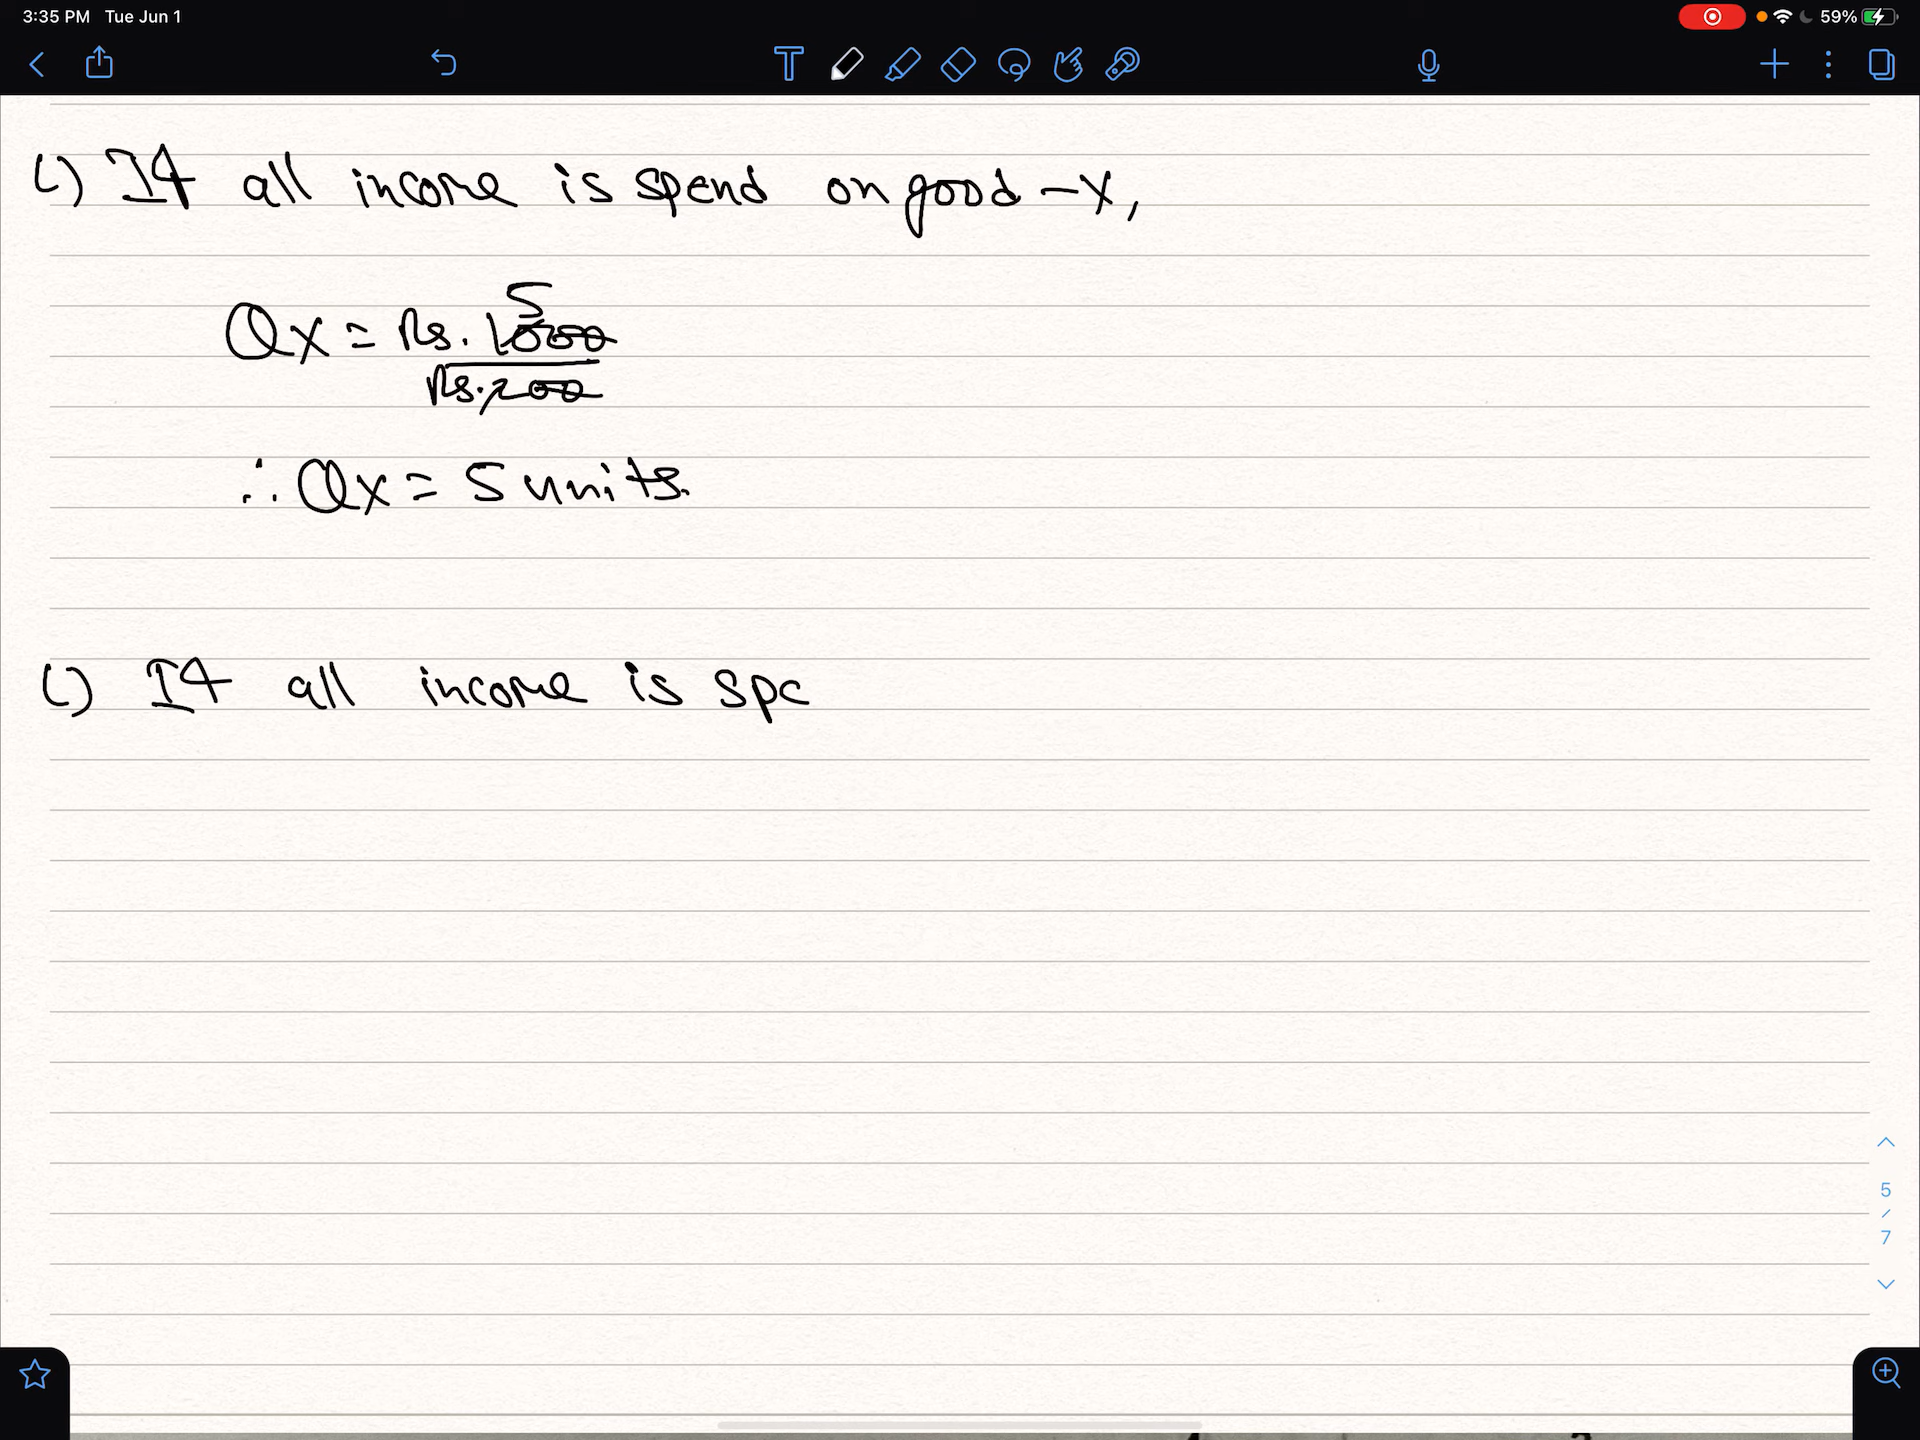 3:35 PM Tue Jun 1
59%
T
() If all income is spend on good -X,
5
Qx = Rs. 1000
Rs. 200
∴ Qx = 5 units.
() If all income is spc
5
/
7